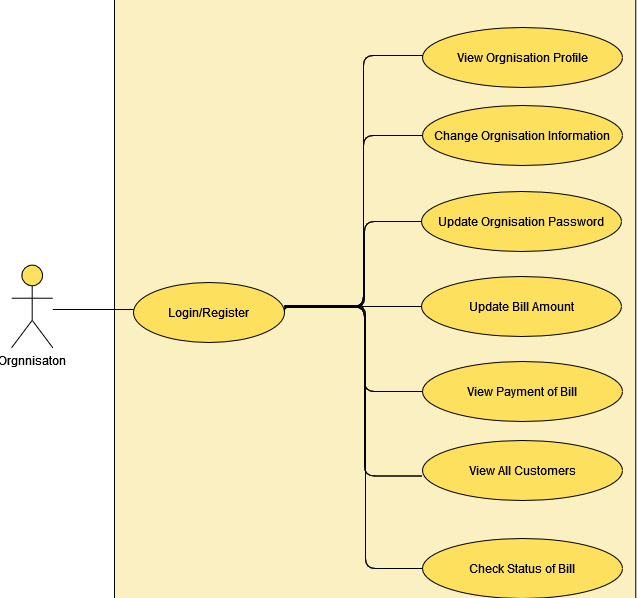 View Orgnisation Profile
Change Orgnisation Information
Update Orgnisation Password
Update Bill Amount
Login/Register
Orgnnisaton
View Payment of Bill
View All Customers
Check Status of Bill